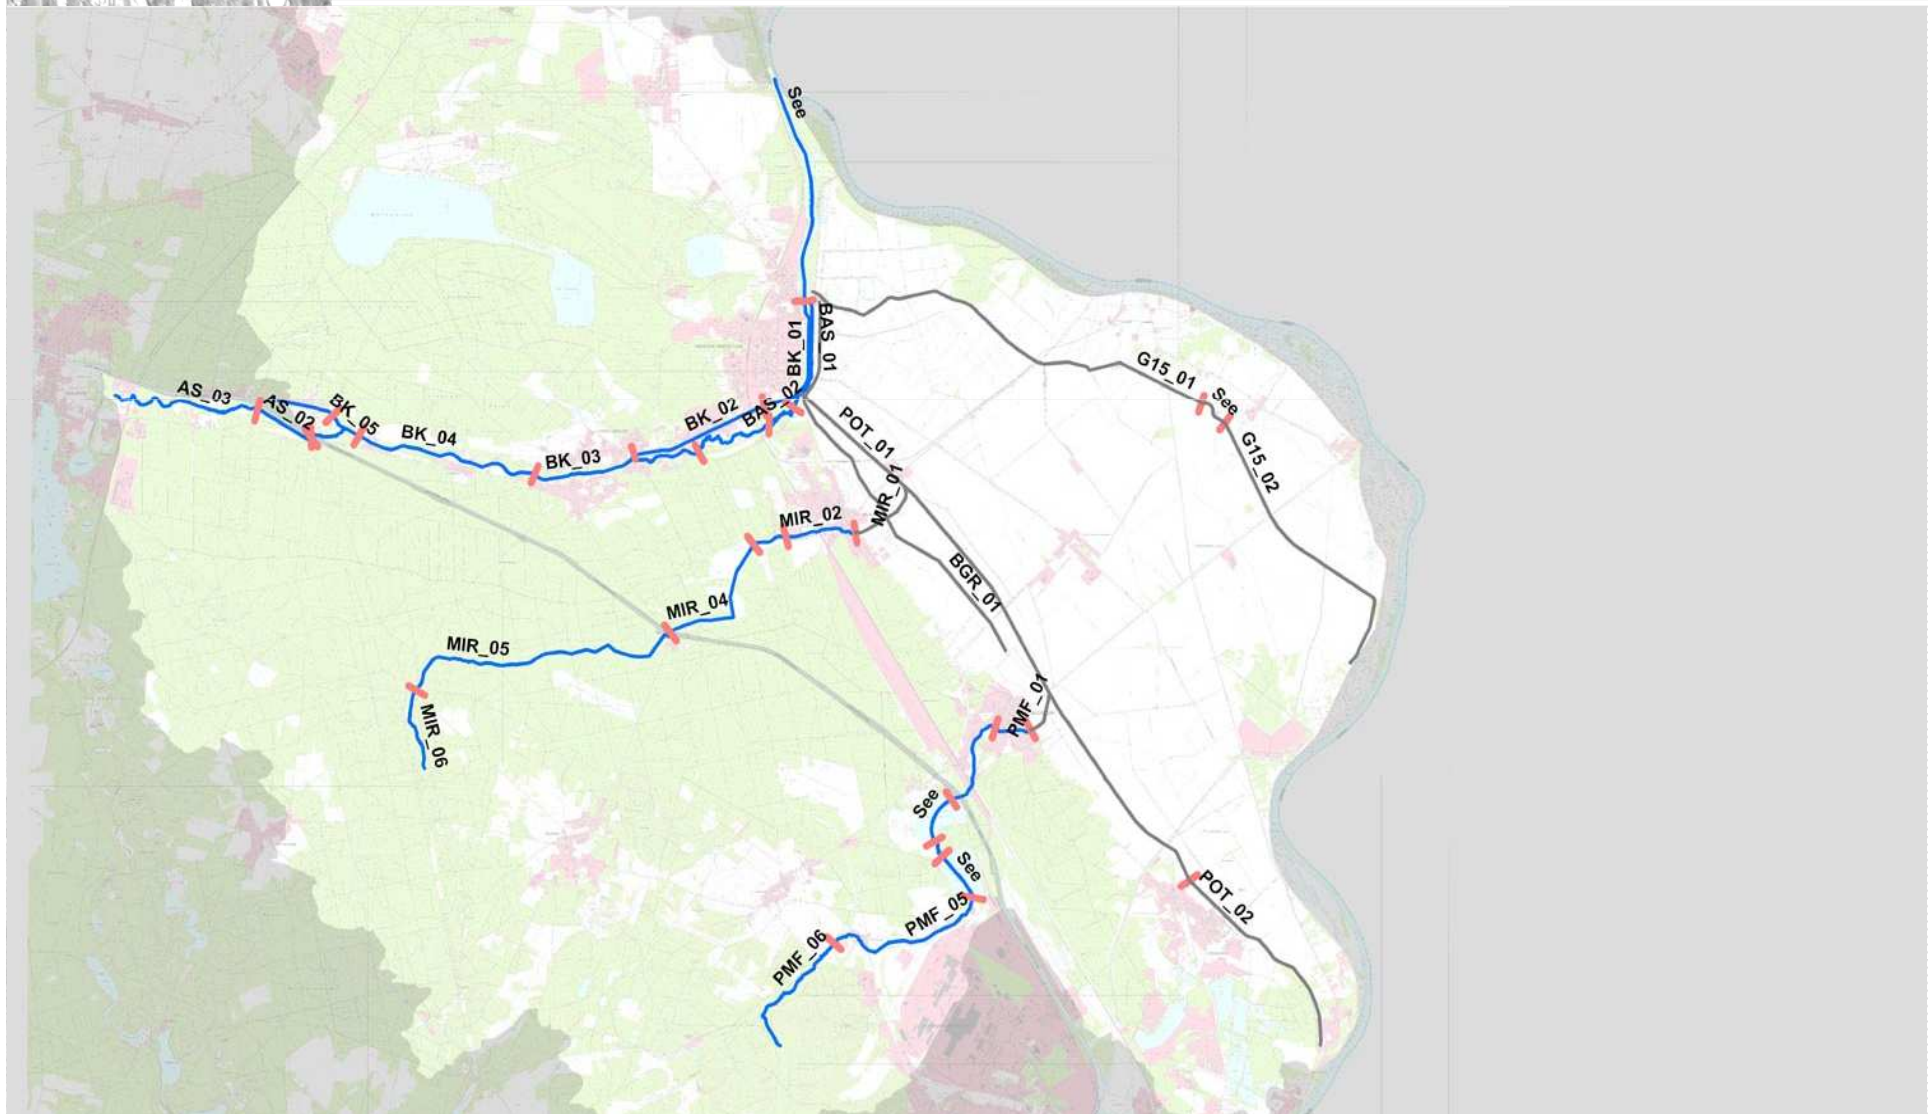 See
BAS_01
BK_01
G15_01
See
AS_03
AS_02
BK_05
BK_04
BK_03
BK_02
BAS_02
POT_01
G15_02
MIR_01
MIR_02
BGR_01
MIR_04
MIR_05
MIR_06
PMF_01
See
See
PMF_05
PMF_06
POT_02